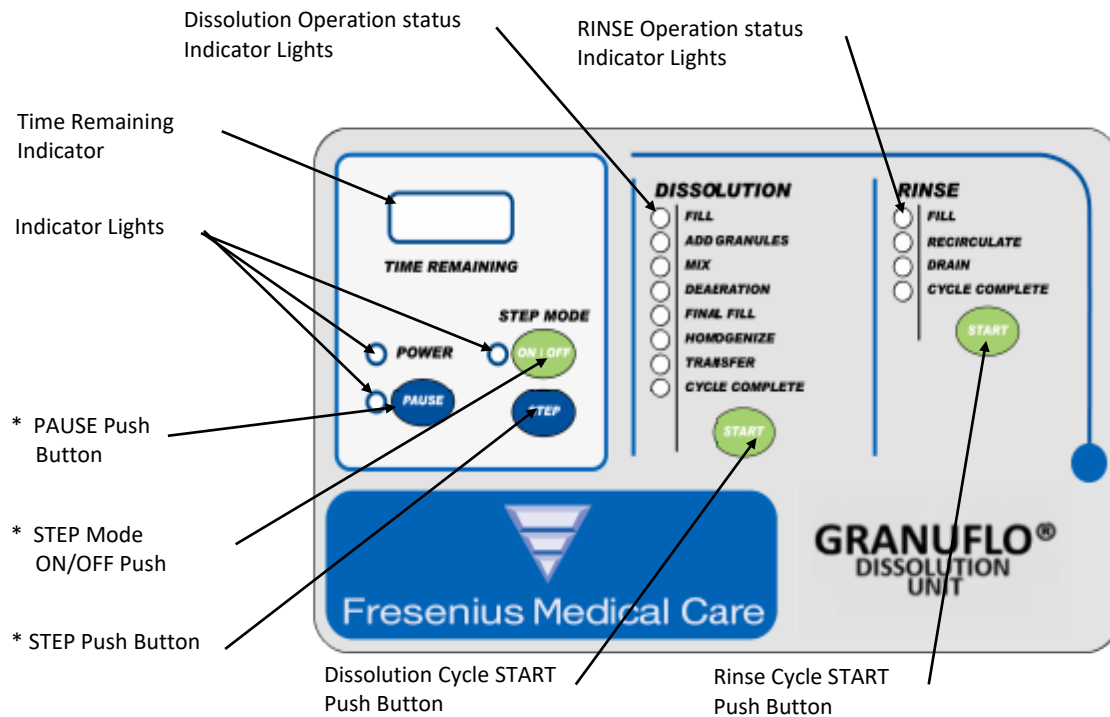 Dissolution Operation status
Indicator Lights
RINSE Operation status
Indicator Lights
Time Remaining
Indicator
Indicator Lights
* PAUSE Push
Button
* STEP Mode
ON/OFF Push
* STEP Push Button
TIME REMAINING
STEP MODE
POWER
ON | OFF
PAUSE
STEP
DISSOLUTION
FILL
ADD GRANULES
MIX
DEAERATION
FINAL FILL
HOMOGENIZE
TRANSFER
CYCLE COMPLETE
START
RINSE
FILL
RECIRCULATE
DRAIN
CYCLE COMPLETE
START
Fresenius Medical Care
GRANUFLO®
DISSOLUTION
UNIT
Dissolution Cycle START
Push Button
Rinse Cycle START
Push Button